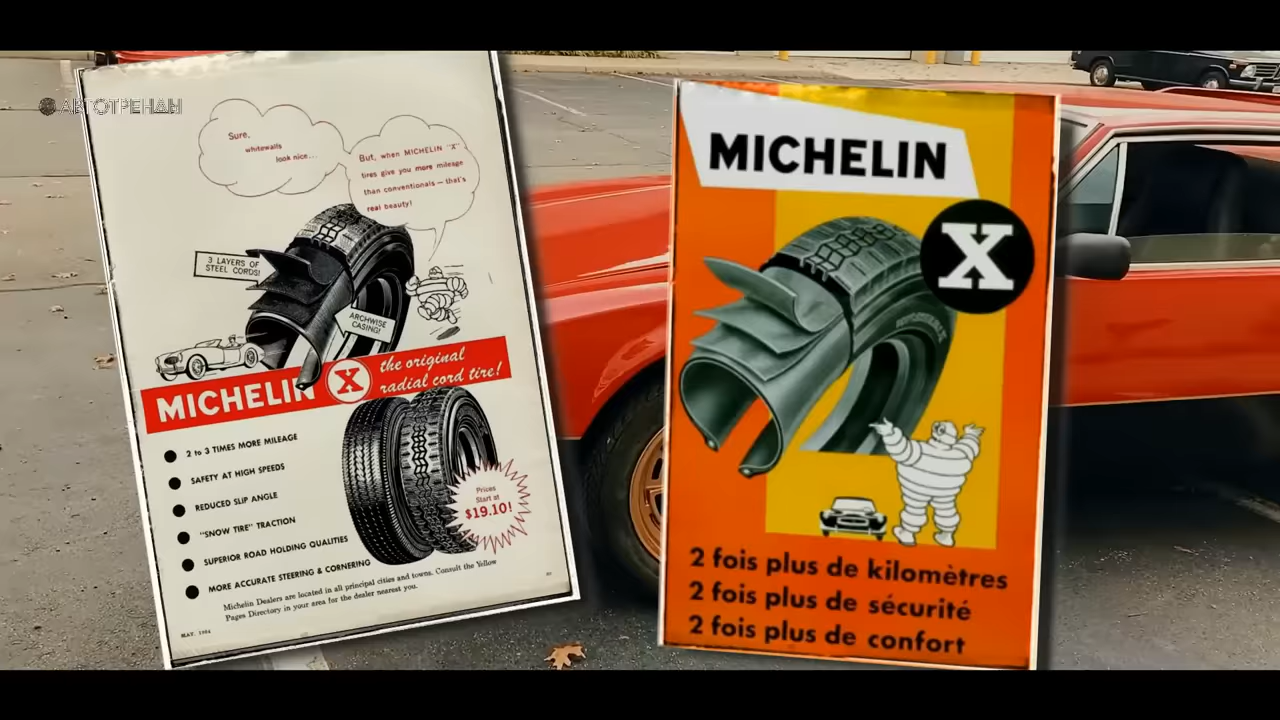 АВТОТРЕНДЫ
Sure,
whitewalls
look nice...
But, when MICHELIN "X"
tires give you more mileage
than conventionals — that's
real beauty!
3 LAYERS OF
STEEL CORDS!
ARCHWISE
CASING!
MICHELIN X the original
radial cord tire!
2 to 3 TIMES MORE MILEAGE
SAFETY AT HIGH SPEEDS
REDUCED SLIP ANGLE
"SNOW TIRE" TRACTION
SUPERIOR ROAD HOLDING QUALITIES
MORE ACCURATE STEERING & CORNERING
Prices
Start at
$19.10!
Michelin Dealers are located in all principal cities and towns. Consult the Yellow
Pages Directory in your area for the dealer nearest you.
MAY, 1964
MICHELIN
X
2 fois plus de kilomètres
2 fois plus de sécurité
2 fois plus de confort